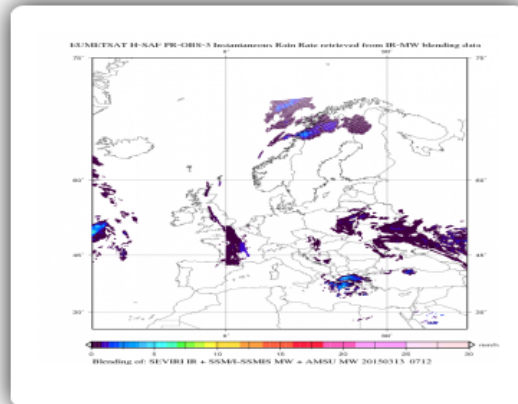 EUMETSAT H-SAF PR-OBS-3 Instantaneous Rain Rate retrieved from IR-MW blending data
75° 75°
60° 60°
45° 45°
30° 30°
0 5 10 15 20 25 30 mm/h
Blending of: SEVIRI IR + SSM/I-SSMIS MW + AMSU MW 20150313 0712